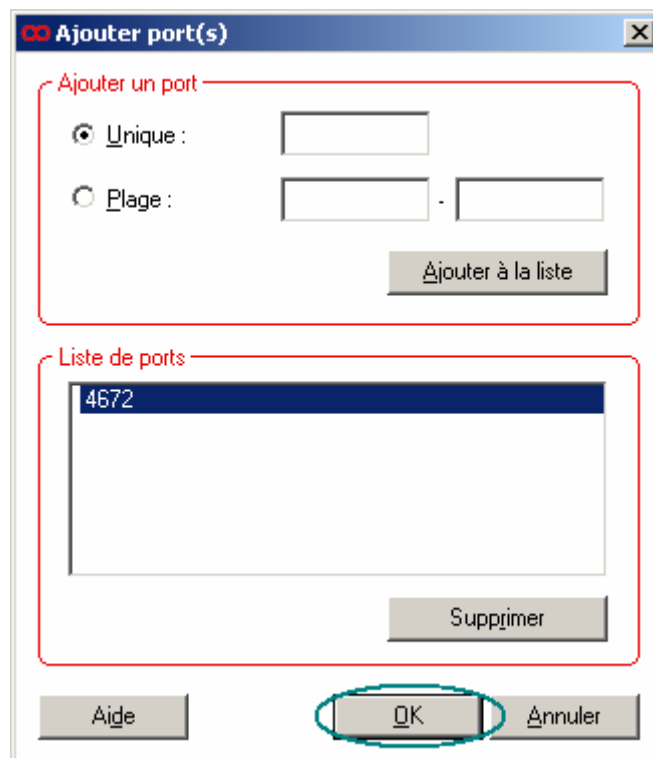 Ajouter port(s)
Ajouter un port
Unique :
Plage :
-
Ajouter à la liste
Liste de ports
4672
Supprimer
Aide OK Annuler